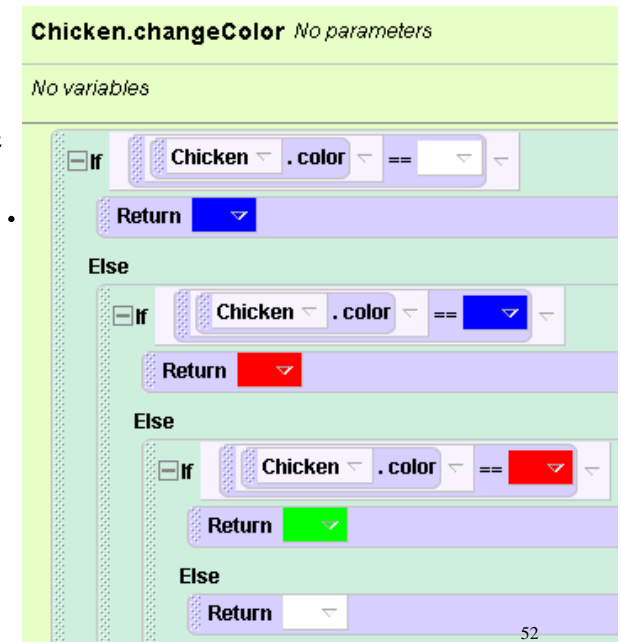 Chicken.changeColor No parameters
No variables
If Chicken . color ==
Return
Else
If Chicken . color ==
Return
Else
If Chicken . color ==
Return
Else
Return
52